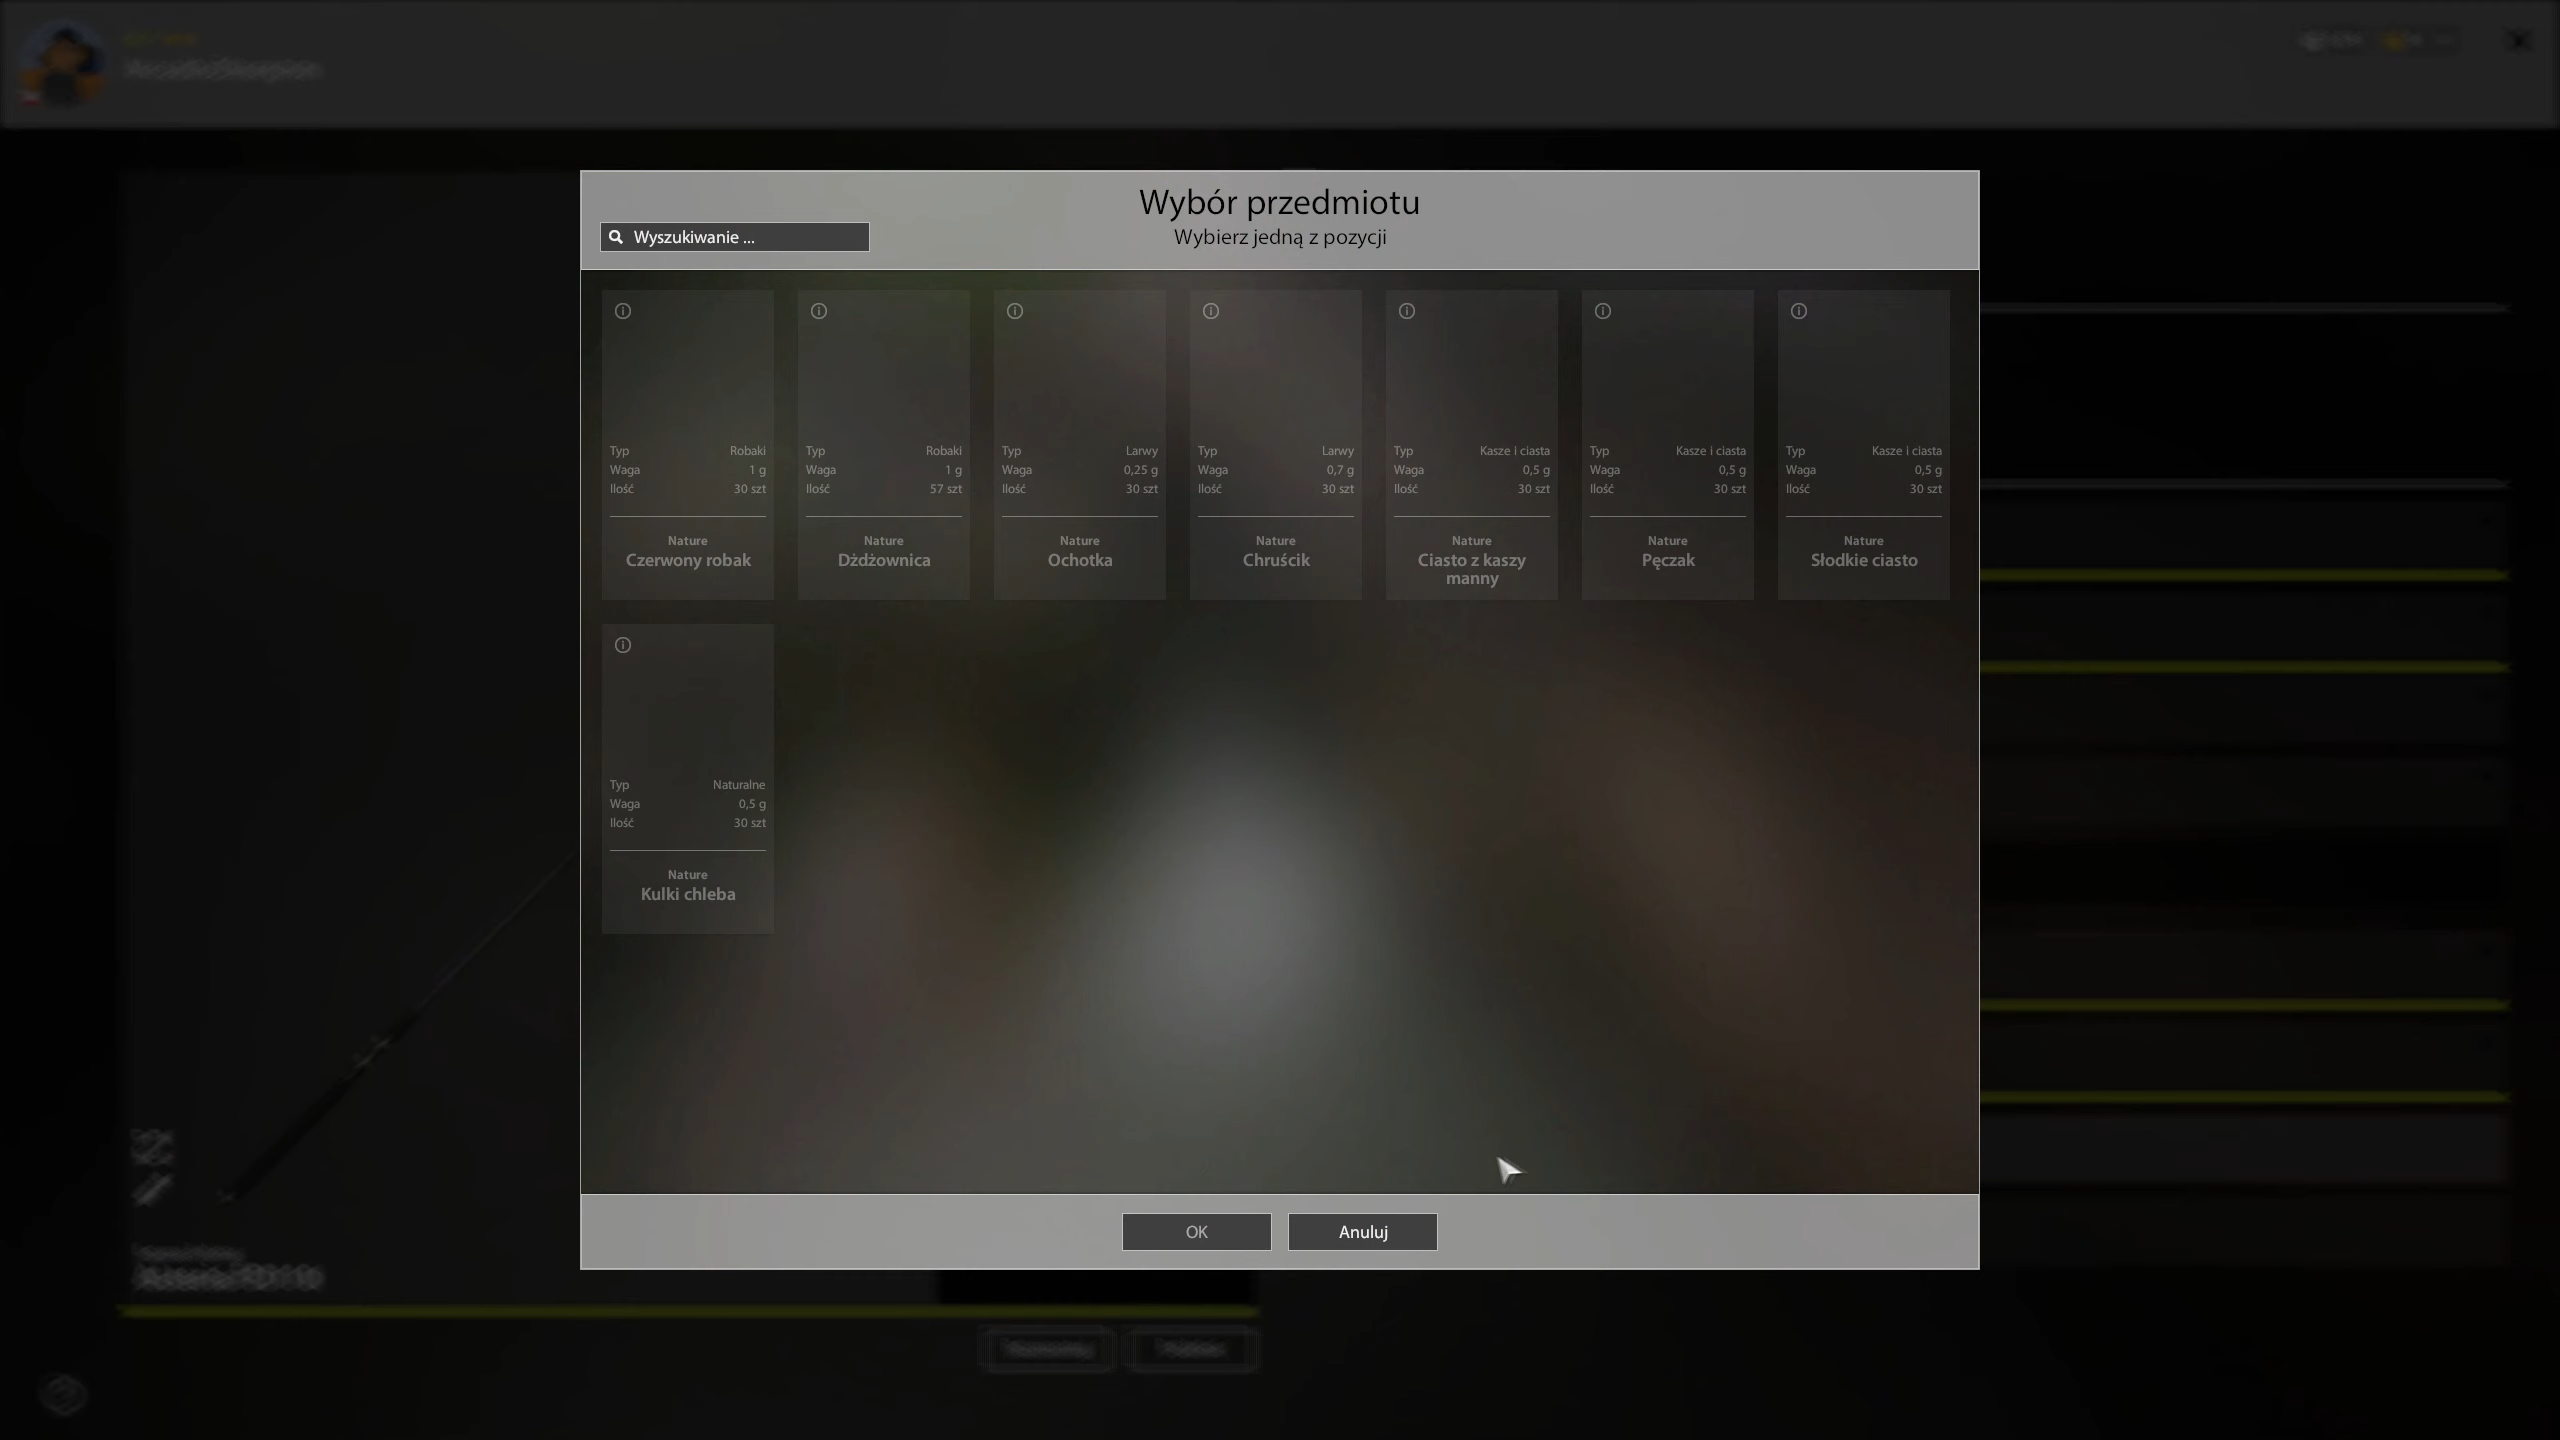 Wybór przedmiotu
Wyszukiwanie ...
Wybierz jedną z pozycji
Typ Robaki
Waga 1 g
Ilość 30 szt
Nature
Czerwony robak
Typ Robaki
Waga 1 g
Ilość 57 szt
Nature
Dżdżownica
Typ Larwy
Waga 0,25 g
Ilość 30 szt
Nature
Ochotka
Typ Larwy
Waga 0,7 g
Ilość 30 szt
Nature
Chruścik
Typ Kasze i ciasta
Waga 0,5 g
Ilość 30 szt
Nature
Ciasto z kaszy
manny
Typ Kasze i ciasta
Waga 0,5 g
Ilość 30 szt
Nature
Pęczak
Typ Kasze i ciasta
Waga 0,5 g
Ilość 30 szt
Nature
Słodkie ciasto
Typ Naturalne
Waga 0,5 g
Ilość 30 szt
Nature
Kulki chleba
OK
Anuluj